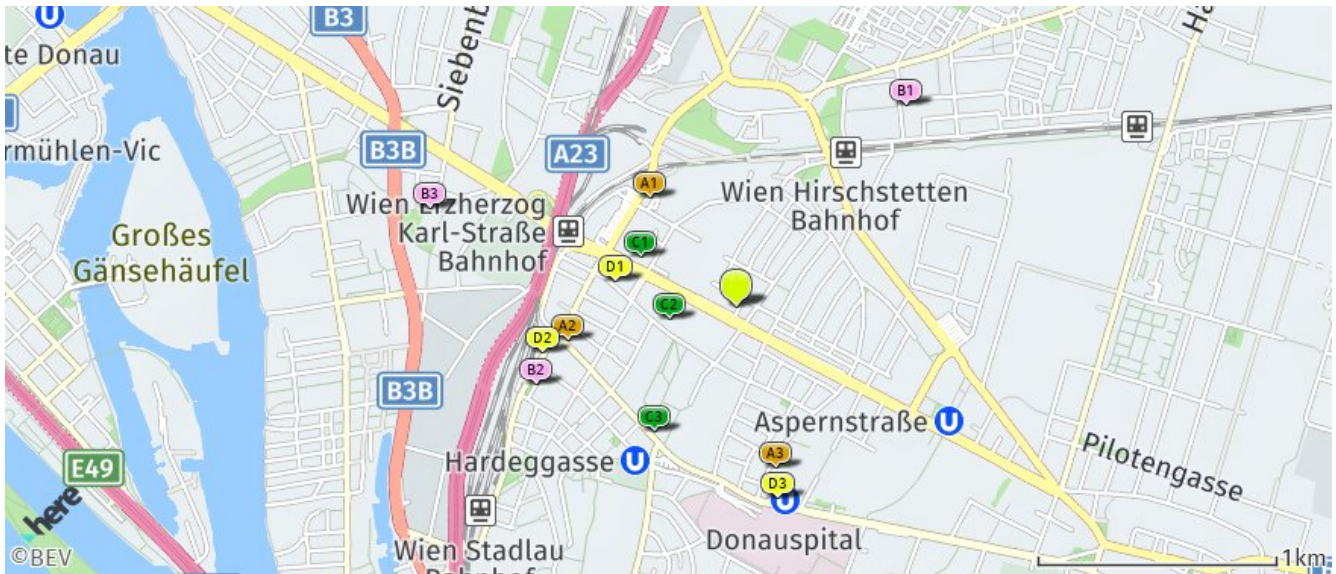 U
te Donau
B3
Siebenb
Ha
rmühlen-Vic
B3B
A23
B1
B3
Wien Erzherzog
Karl-Straße
Bahnhof
A1
Wien Hirschstetten
Bahnhof
Großes
Gänsehäufel
C1
D1
C2
A2
D2
B2
B3B
C3
Aspernstraße U
Hardeggasse U
A3
Pilotengasse
E49
D3
U
here
Donauspital
Wien Stadlau
Bahnhof
©BEV
1km